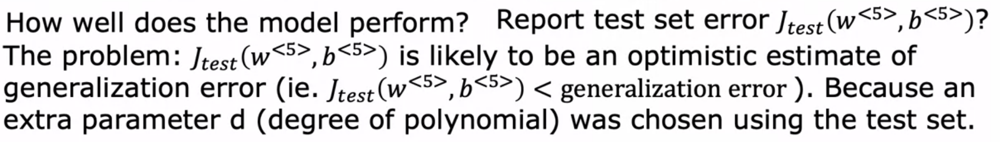 How well does the model perform? Report test set error J_{test}(w^{<5>}, b^{<5>})?
The problem: J_{test}(w^{<5>}, b^{<5>}) is likely to be an optimistic estimate of
generalization error (ie. J_{test}(w^{<5>}, b^{<5>}) < generalization error ). Because an
extra parameter d (degree of polynomial) was chosen using the test set.